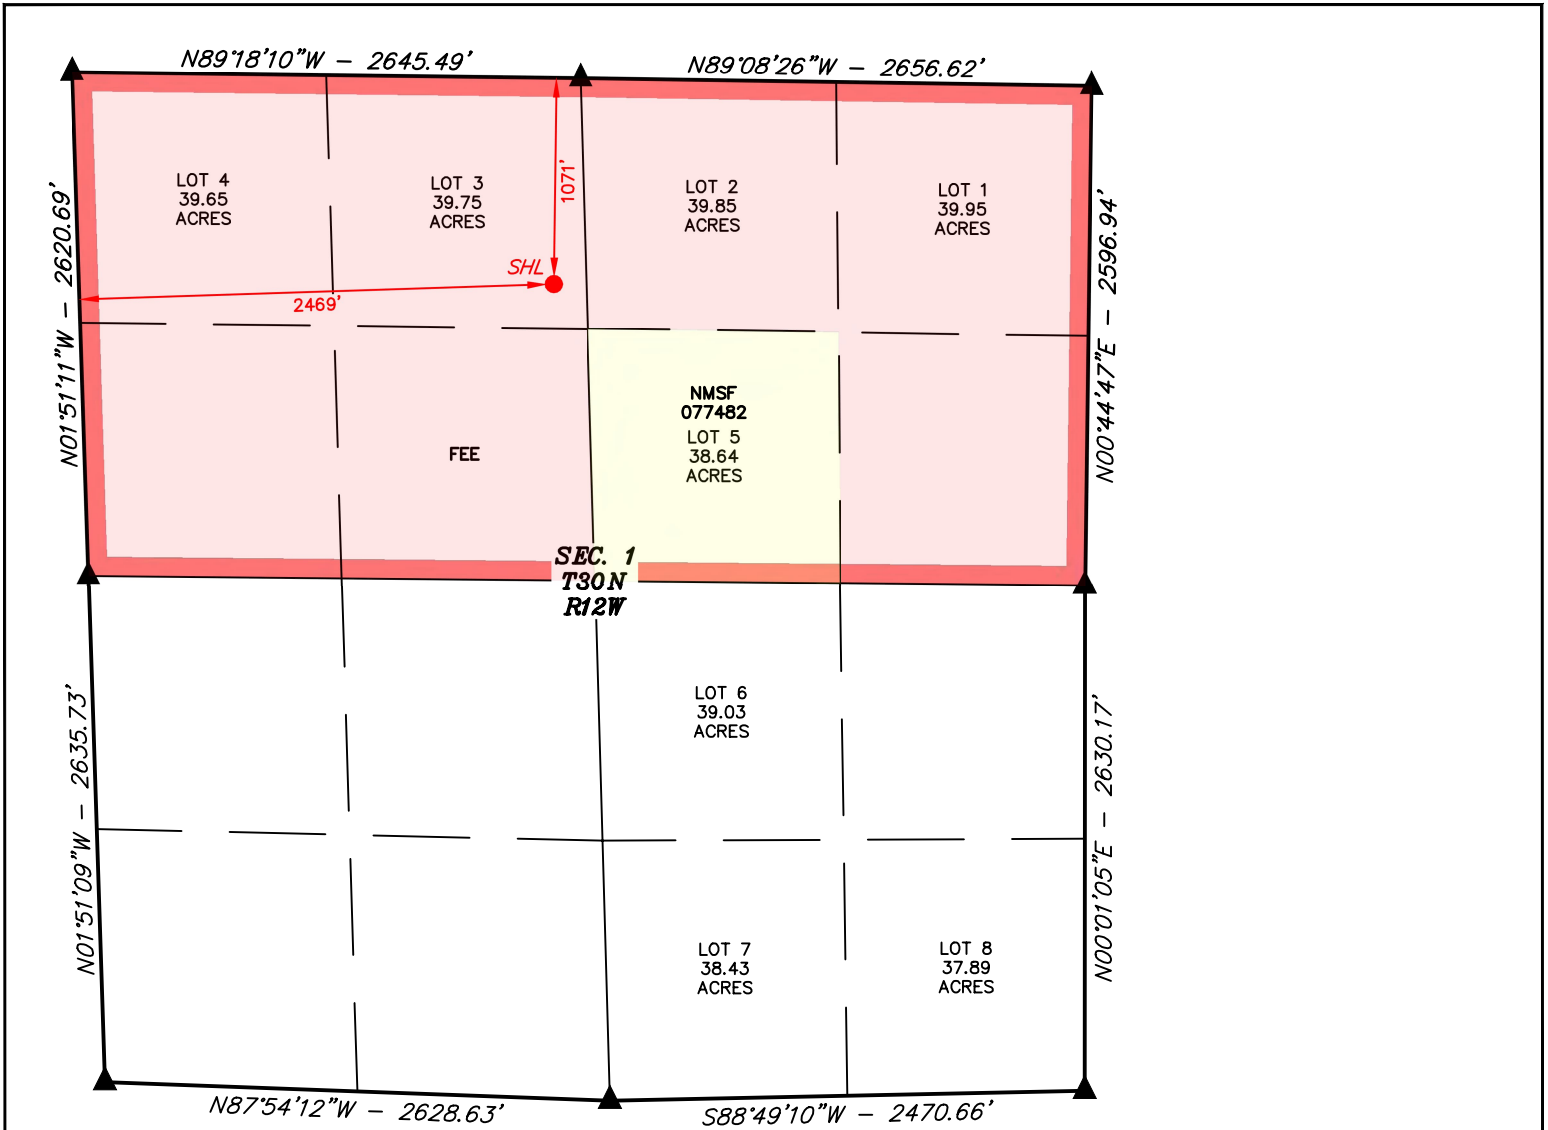 N89°18'10"W - 2645.49'
N89°08'26"W - 2656.62'
LOT 4
39.65
ACRES
LOT 3
39.75
ACRES
1071'
LOT 2
39.85
ACRES
LOT 1
39.95
ACRES
N01°51'11"W - 2620.69'
N00°44'47"E - 2596.94'
SHL
2469'
FEE
NMSF
077482
LOT 5
38.64
ACRES
SEC. 1
T30N
R12W
LOT 6
39.03
ACRES
N01°51'09"W - 2635.73'
N00°01'05"E - 2630.17'
LOT 7
38.43
ACRES
LOT 8
37.89
ACRES
N87°54'12"W - 2628.63'
S88°49'10"W - 2470.66'